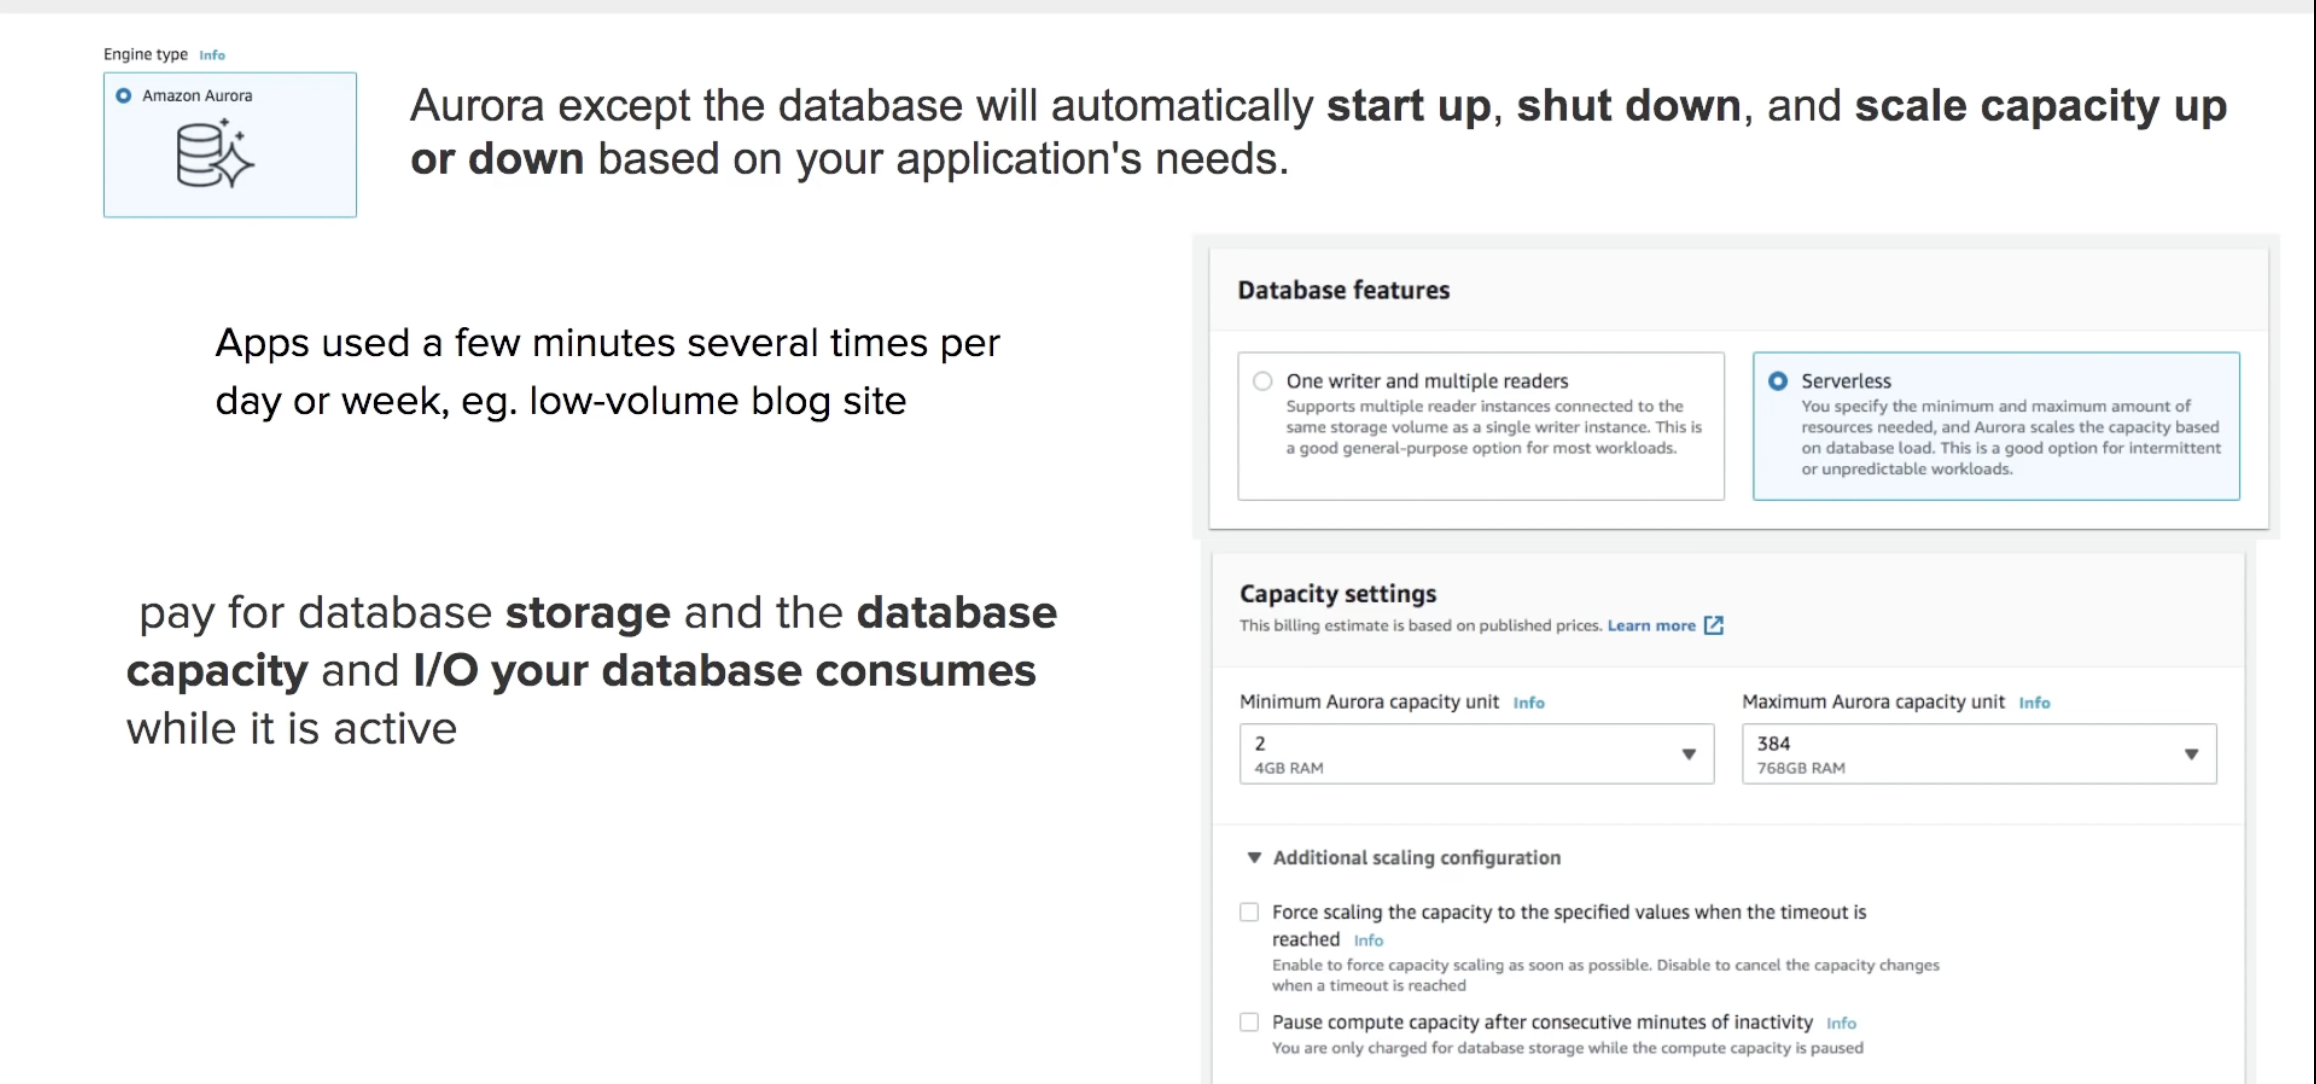 Engine type Info
Amazon Aurora
Aurora except the database will automatically start up, shut down, and scale capacity up
or down based on your application's needs.
Apps used a few minutes several times per
day or week, eg. low-volume blog site
pay for database storage and the database
capacity and I/O your database consumes
while it is active
Database features
One writer and multiple readers
Supports multiple reader instances connected to the
same storage volume as a single writer instance. This is
a good general-purpose option for most workloads.
Serverless
You specify the minimum and maximum amount of
resources needed, and Aurora scales the capacity based
on database load. This is a good option for intermittent
or unpredictable workloads.
Capacity settings
This billing estimate is based on published prices. Learn more
Minimum Aurora capacity unit Info
2
4GB RAM
Maximum Aurora capacity unit Info
384
768GB RAM
Additional scaling configuration
Force scaling the capacity to the specified values when the timeout is
reached Info
Enable to force capacity scaling as soon as possible. Disable to cancel the capacity changes
when a timeout is reached
Pause compute capacity after consecutive minutes of inactivity Info
You are only charged for database storage while the compute capacity is paused